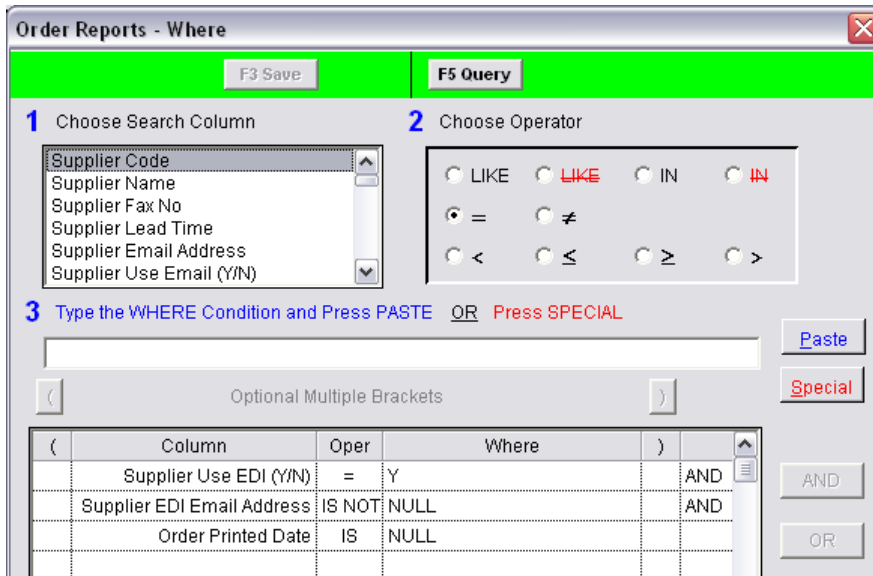 Order Reports - Where
F3 Save F5 Query
1 Choose Search Column 2 Choose Operator
Supplier Code
Supplier Name
Supplier Fax No
Supplier Lead Time
Supplier Email Address
Supplier Use Email (Y/N)
LIKE LIKE IN IN
= ≠
< ≤ ≥ >
3 Type the WHERE Condition and Press PASTE OR Press SPECIAL
Paste
Special
( Optional Multiple Brackets )
( Column Oper Where )
Supplier Use EDI (Y/N) = Y AND
Supplier EDI Email Address IS NOT NULL AND
Order Printed Date IS NULL
AND
OR